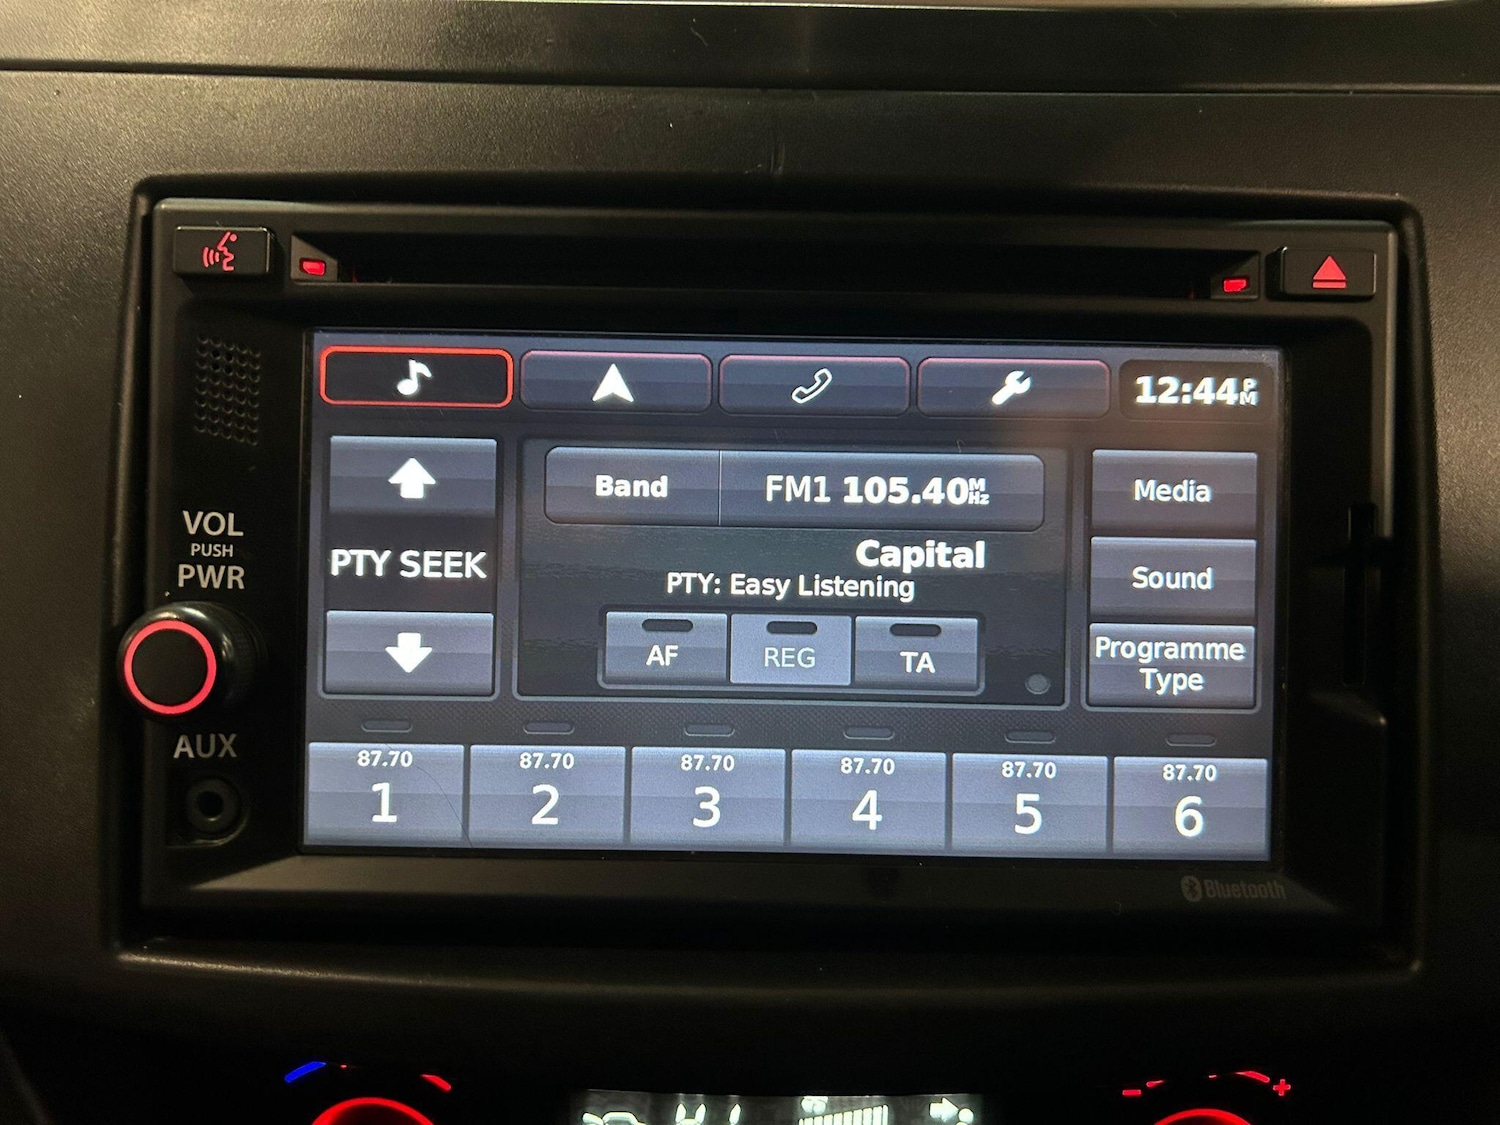 12:44PM
Band FM1 105.40MHz Media
VOL
PUSH
PWR
PTY SEEK
Capital
PTY: Easy Listening
Sound
AF REG TA
Programme
Type
AUX
87.70 87.70 87.70 87.70 87.70 87.70
1 2 3 4 5 6
Bluetooth